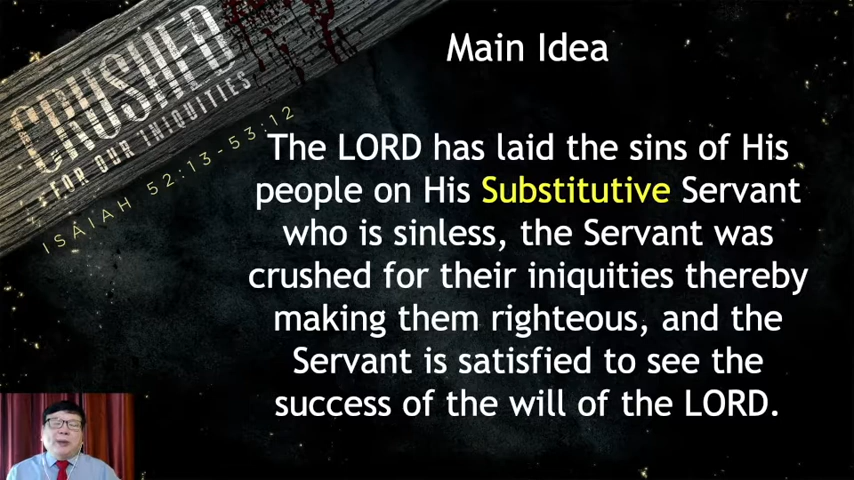 CRUSHED
FOR OUR INIQUITIES
ISAIAH 52:13-53:12
Main Idea
The LORD has laid the sins of His
people on His Substitutive Servant
who is sinless, the Servant was
crushed for their iniquities thereby
making them righteous, and the
Servant is satisfied to see the
success of the will of the LORD.